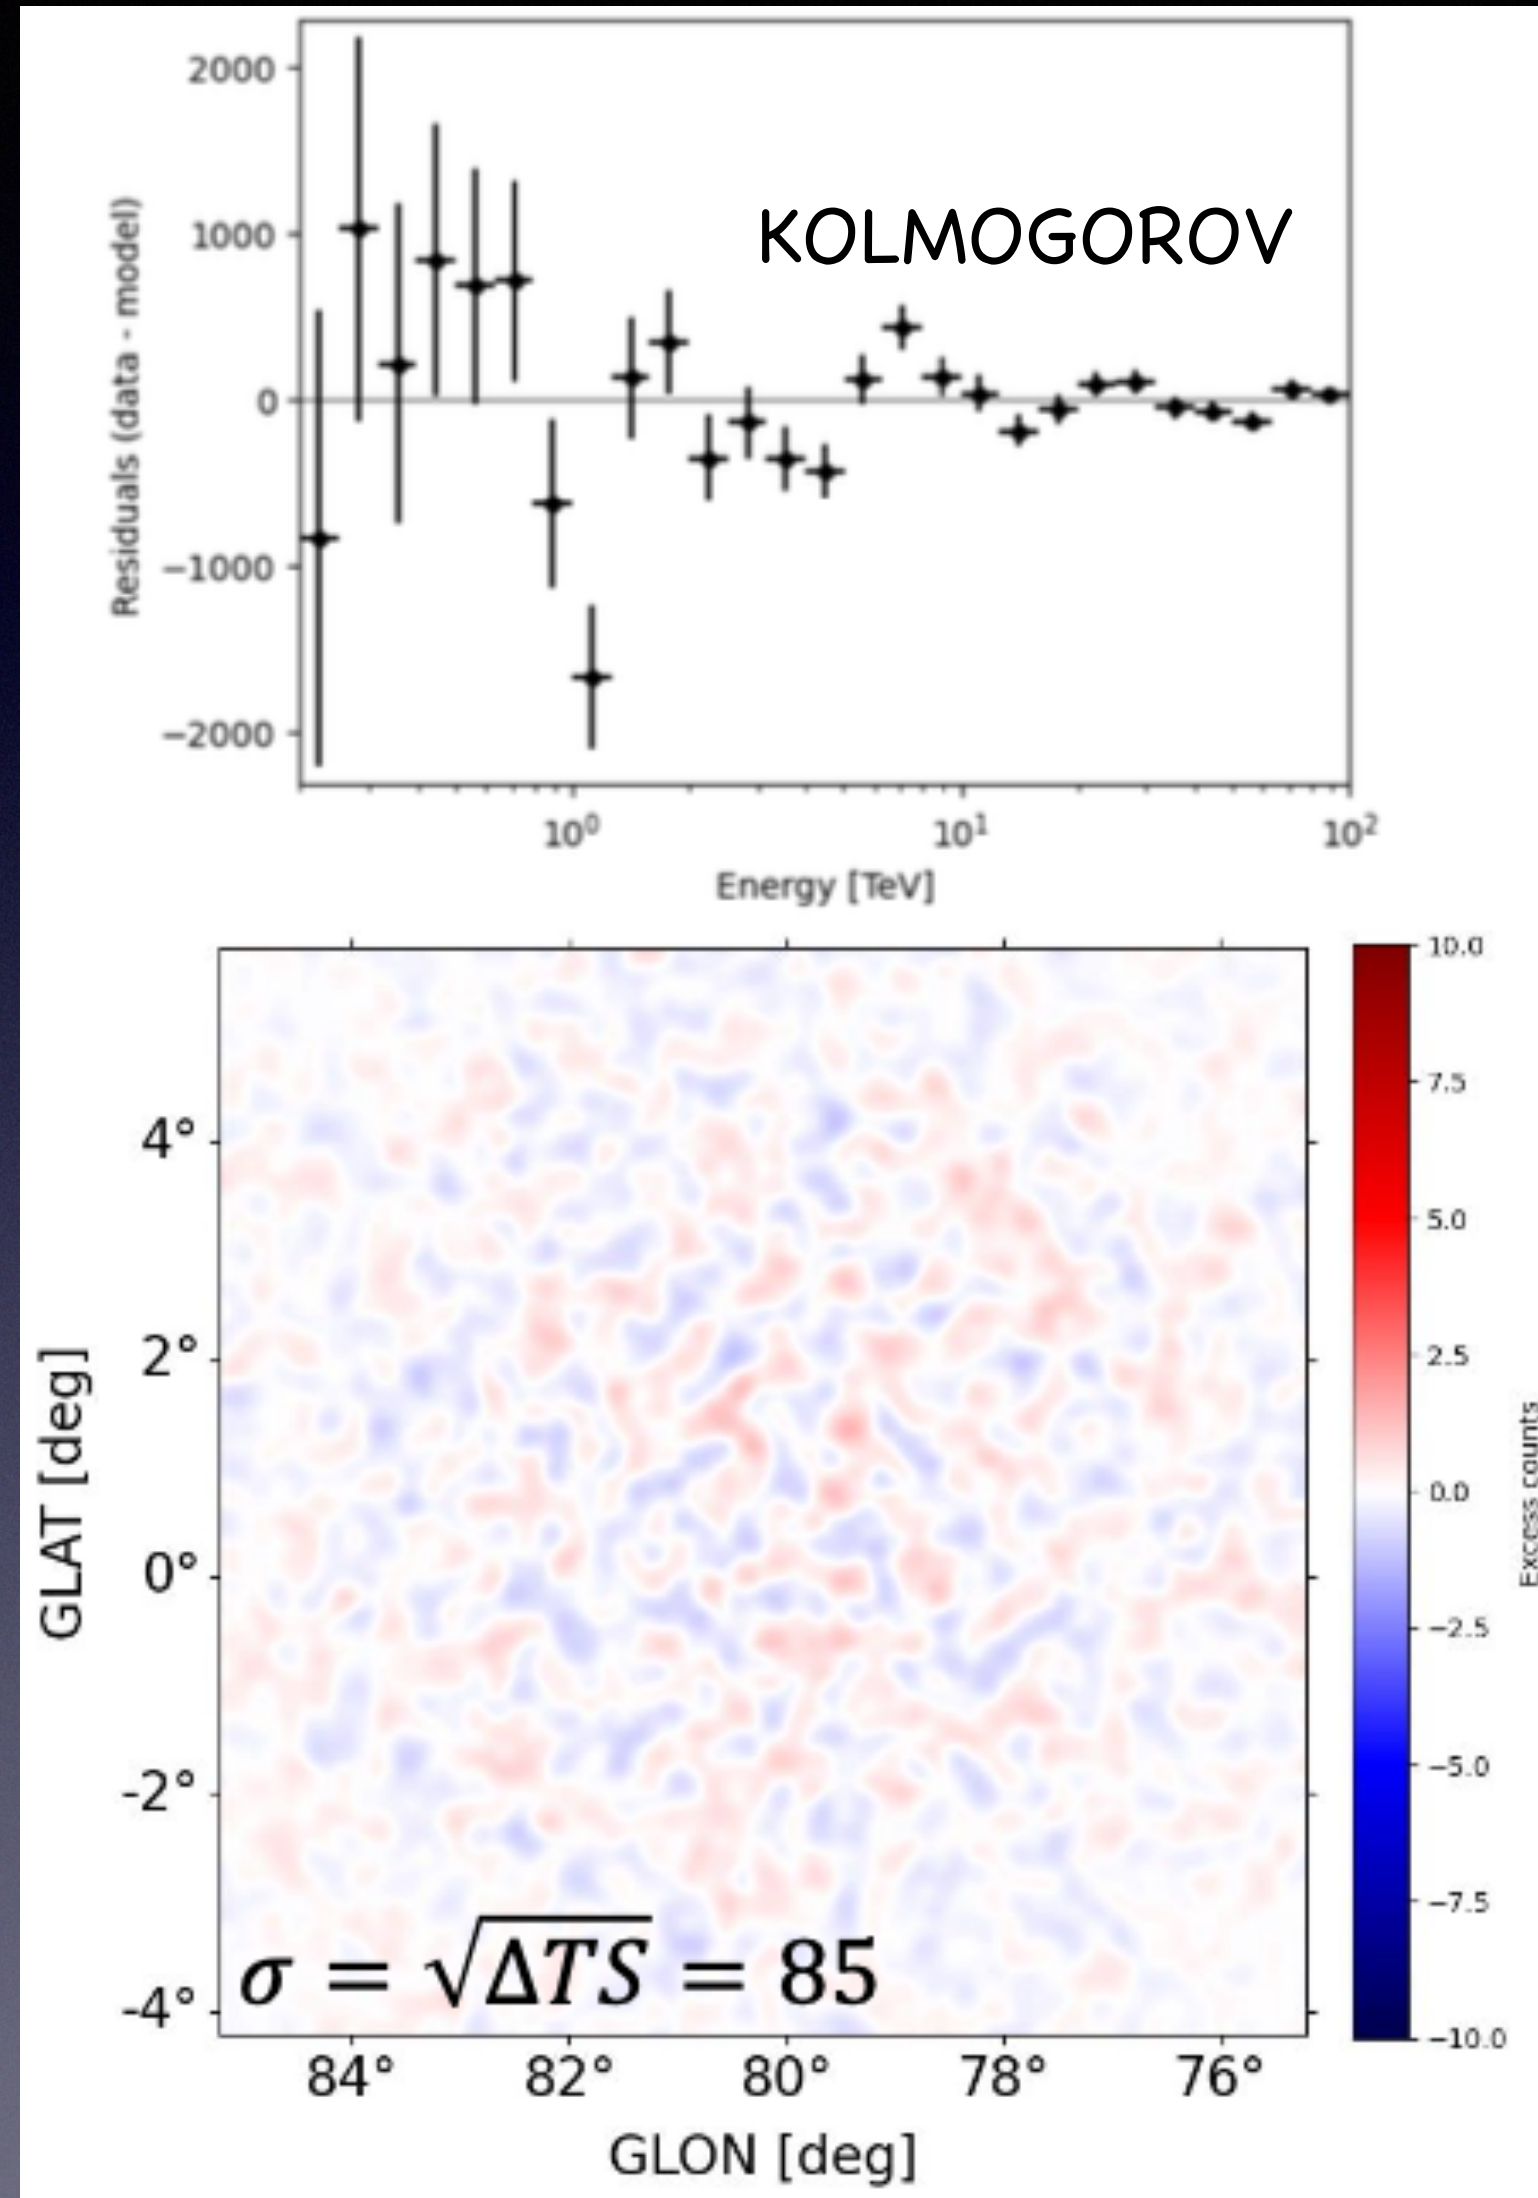 2000
1000
0
−1000
−2000
Residuals (data - model)
KOLMOGOROV
10⁰ 10¹ 10²
Energy [TeV]
4°
2°
0°
-2°
-4°
GLAT [deg]
σ = √ΔTS = 85
84° 82° 80° 78° 76°
GLON [deg]
10.0
7.5
5.0
2.5
0.0
−2.5
−5.0
−7.5
−10.0
Excess counts